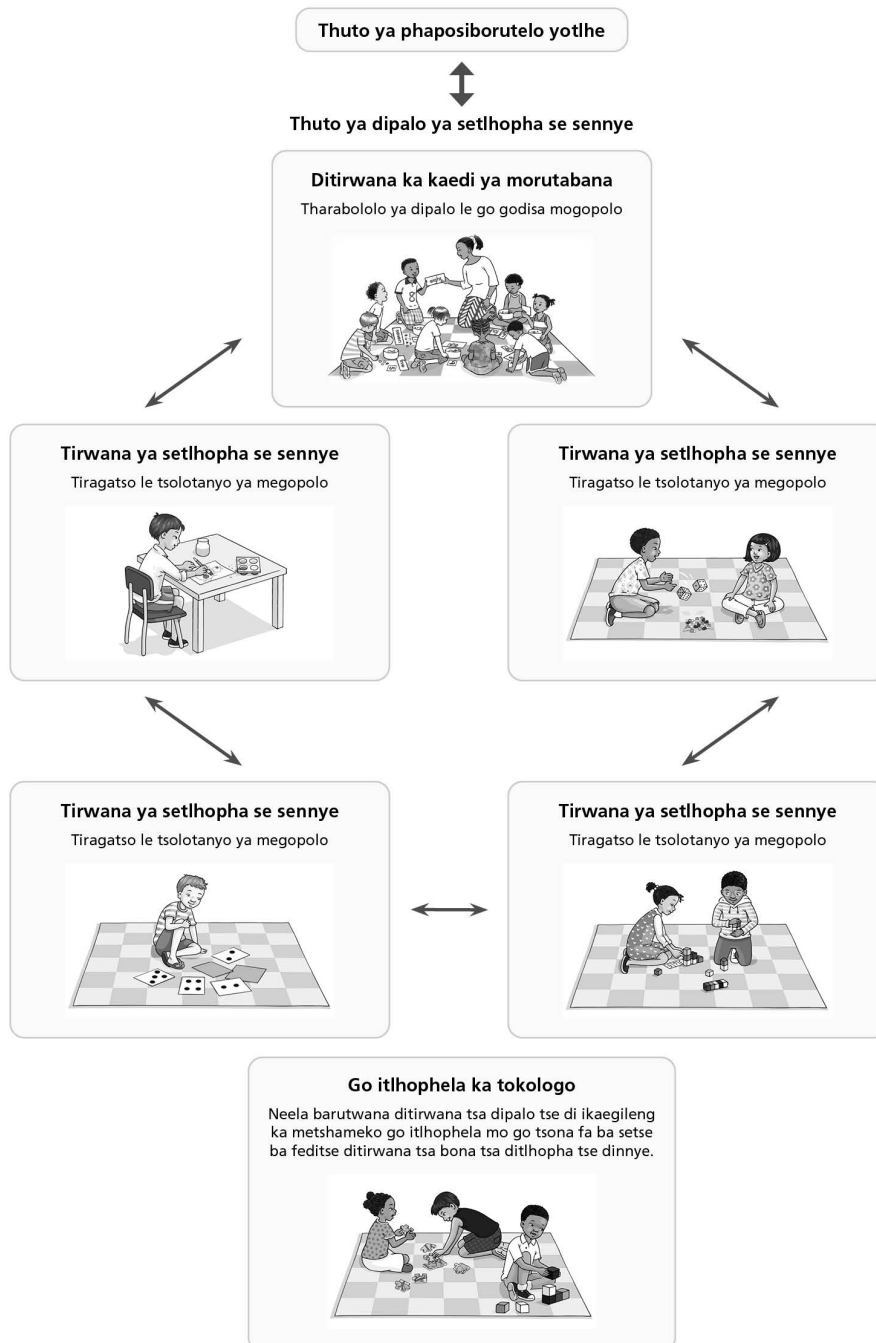 Thuto ya phaposiborutelo yotlhe
Thuto ya dipalo ya setlhopha se sennye
Ditirwana ka kaedi ya morutabana
Tharabololo ya dipalo le go godisa mogopolo
Tirwana ya setlhopha se sennye
Tiragatso le tsolotanyo ya megopolo
Tirwana ya setlhopha se sennye
Tiragatso le tsolotanyo ya megopolo
Tirwana ya setlhopha se sennye
Tiragatso le tsolotanyo ya megopolo
Tirwana ya setlhopha se sennye
Tiragatso le tsolotanyo ya megopolo
Go itlhophela ka tokologo
Neela barutwana ditirwana tsa dipalo tse di ikaegileng
ka metshameko go itlhophela mo go tsona fa ba setse
ba feditse ditirwana tsa bona tsa ditlhopha tse dinnye.